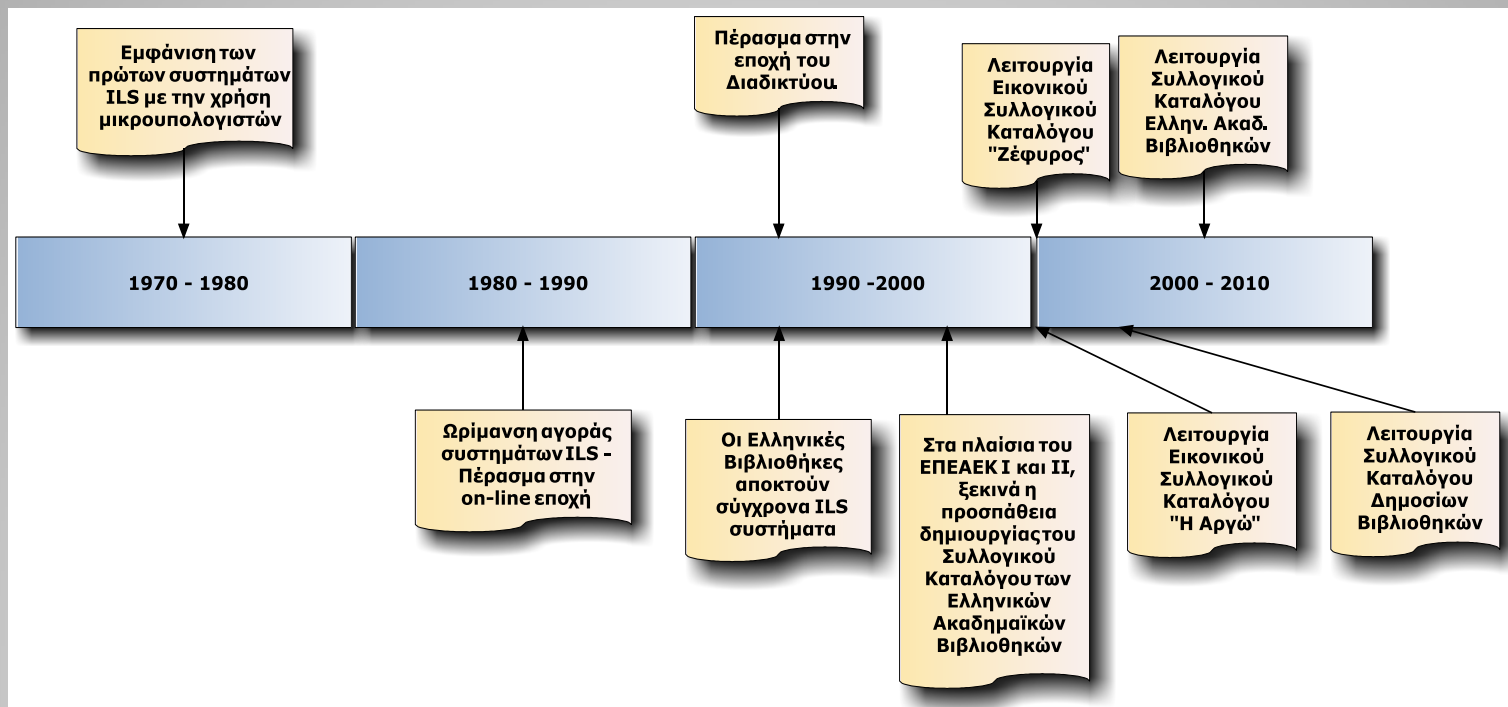 Εμφάνιση των
πρώτων συστημάτων
ILS με την χρήση
μικρουπολογιστών
Πέρασμα στην
εποχή του
Διαδικτύου.
Λειτουργία
Εικονικού
Συλλογικού
Καταλόγου
"Ζέφυρος"
Λειτουργία
Συλλογικού
Καταλόγου
Ελλην. Ακαδ.
Βιβλιοθηκών
1970 - 1980
1980 - 1990
1990 -2000
2000 - 2010
Ωρίμανση αγοράς
συστημάτων ILS -
Πέρασμα στην
on-line εποχή
Οι Ελληνικές
Βιβλιοθήκες
αποκτούν
σύγχρονα ILS
συστήματα
Στα πλαίσια του
ΕΠΕΑΕΚ Ι και ΙΙ,
ξεκινά η
προσπάθεια
δημιουργίας του
Συλλογικού
Καταλόγου των
Ελληνικών
Ακαδημαϊκών
Βιβλιοθηκών
Λειτουργία
Εικονικού
Συλλογικού
Καταλόγου
"Η Αργώ"
Λειτουργία
Συλλογικού
Καταλόγου
Δημοσίων
Βιβλιοθηκών